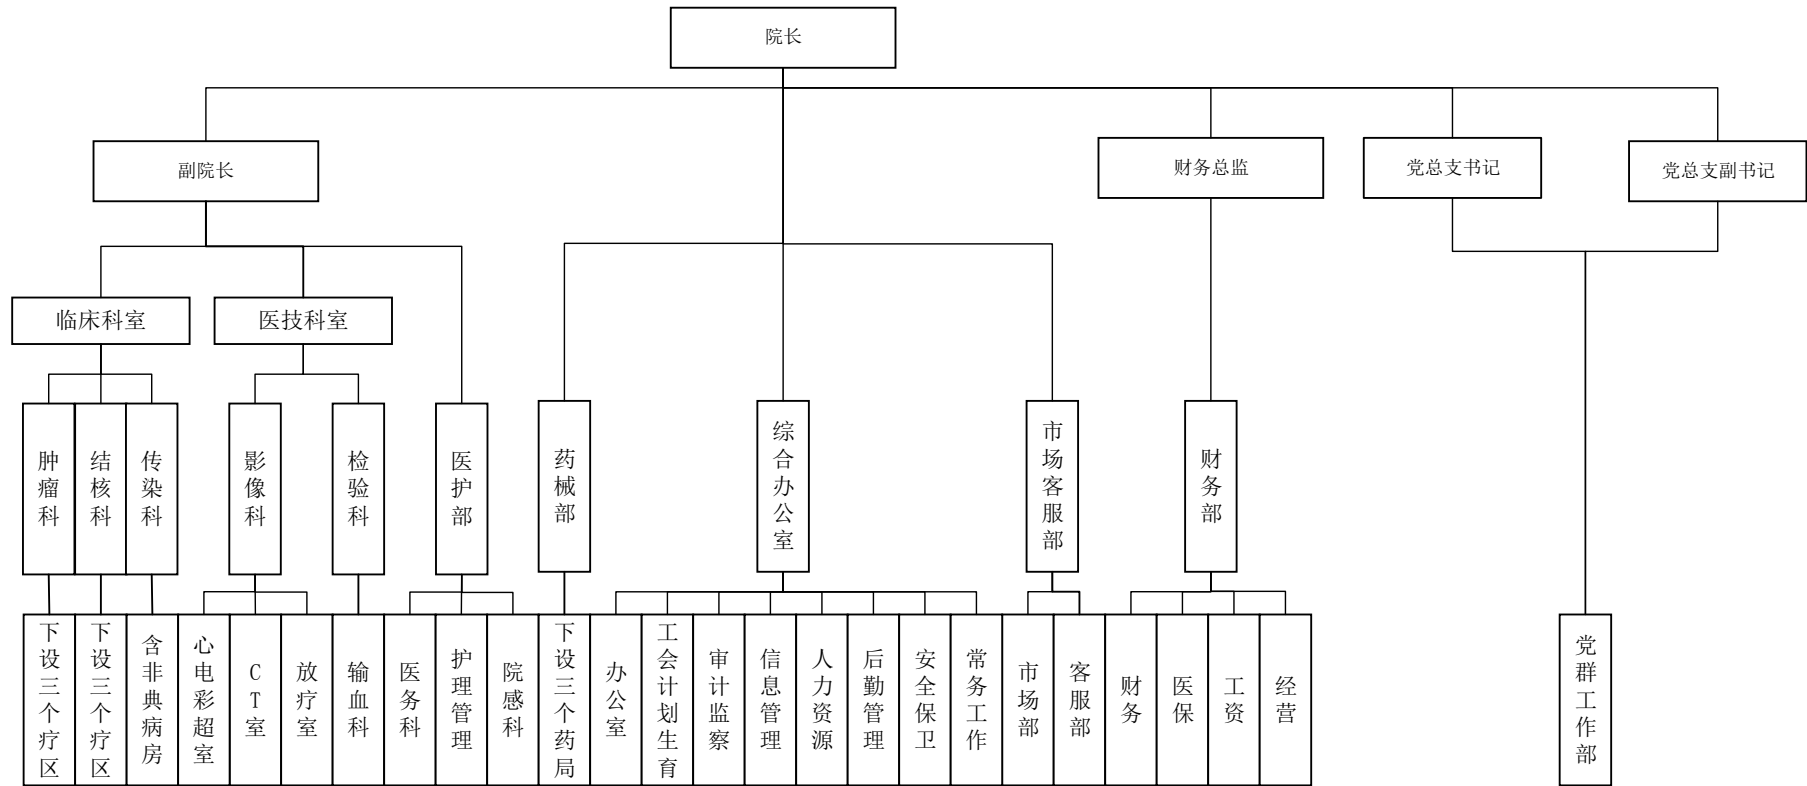 院长
副院长
财务总监
党总支书记
党总支副书记
临床科室
医技科室
肿瘤科
结核科
传染科
影像科
检验科
医护部
药械部
综合办公室
市场客服部
财务部
下设三个疗区
下设三个疗区
含非典病房
心电彩超室
CT室
放疗室
输血科
医务科
护理管理
院感科
下设三个药局
办公室
工会计划生育
审计监察
信息管理
人力资源
后勤管理
安全保卫
常务工作
市场部
客服部
财务
医保
工资
经营
党群工作部